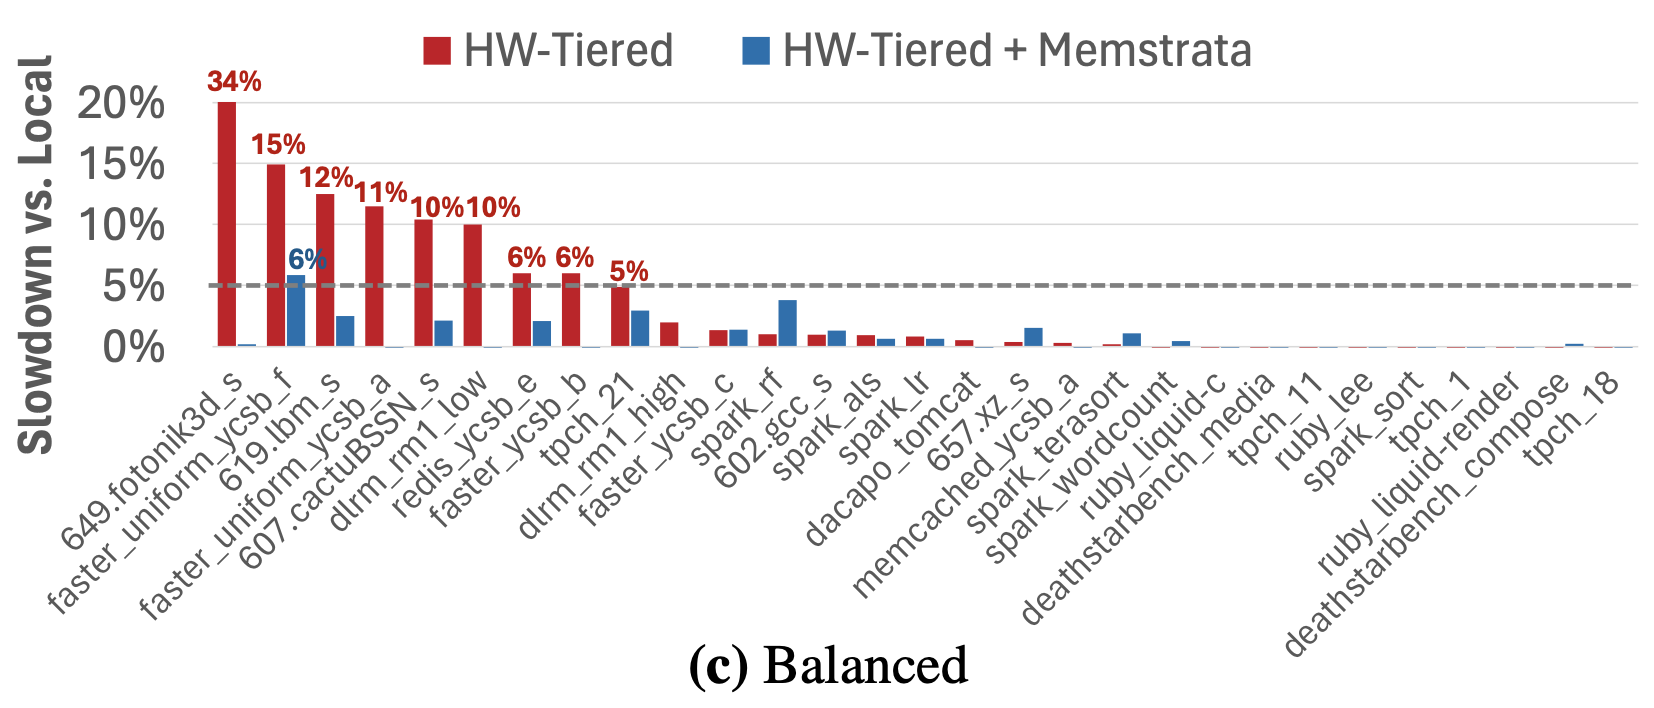 HW-Tiered HW-Tiered + Memstrata
Slowdown vs. Local
20%
15%
10%
5%
0%
34%
15%
6%
12%
11%
10%
10%
6%
6%
5%
649.fotonik3d_s
faster_uniform_ycsb_f
619.lbm_s
faster_uniform_ycsb_a
607.cactuBSSN_s
dlrm_rm1_low
redis_ycsb_e
faster_ycsb_b
tpch_21
dlrm_rm1_high
faster_ycsb_c
spark_rf
602.gcc_s
spark_als
spark_lr
dacapo_tomcat
657.xz_s
memcached_ycsb_a
spark_terasort
spark_wordcount
ruby_liquid-c
deathstarbench_media
tpch_11
ruby_lee
spark_sort
tpch_1
ruby_liquid-render
deathstarbench_compose
tpch_18
(c) Balanced